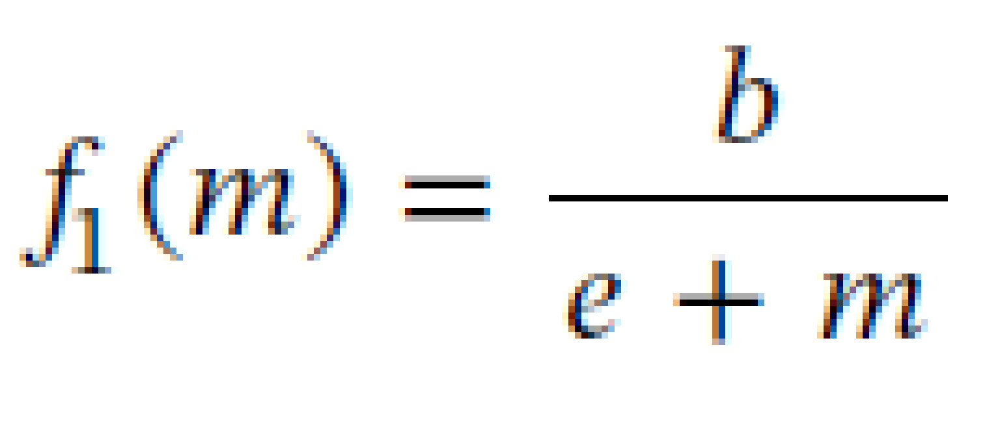 f₁(m) = b / (e + m)